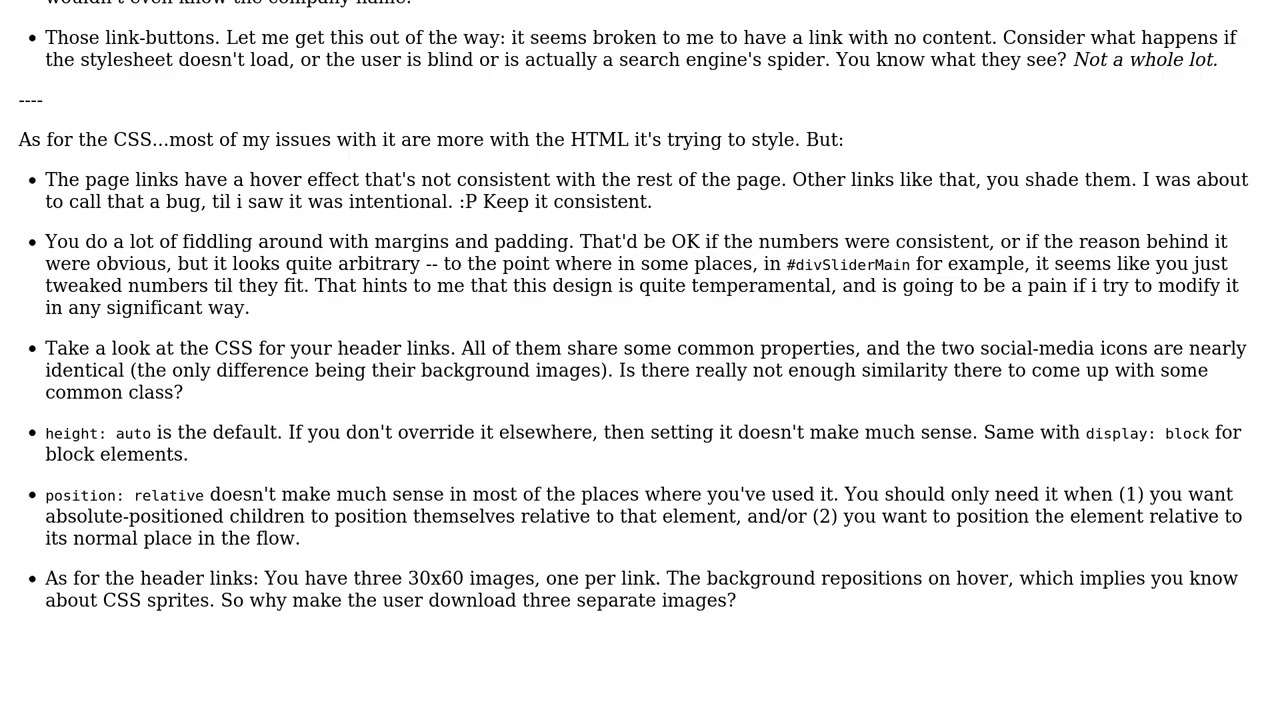 wouldn't even know the company name.
Those link-buttons. Let me get this out of the way: it seems broken to me to have a link with no content. Consider what happens if
the stylesheet doesn't load, or the user is blind or is actually a search engine's spider. You know what they see? Not a whole lot.
----
As for the CSS...most of my issues with it are more with the HTML it's trying to style. But:
The page links have a hover effect that's not consistent with the rest of the page. Other links like that, you shade them. I was about
to call that a bug, til i saw it was intentional. :P Keep it consistent.
You do a lot of fiddling around with margins and padding. That'd be OK if the numbers were consistent, or if the reason behind it
were obvious, but it looks quite arbitrary -- to the point where in some places, in #divSliderMain for example, it seems like you just
tweaked numbers til they fit. That hints to me that this design is quite temperamental, and is going to be a pain if i try to modify it
in any significant way.
Take a look at the CSS for your header links. All of them share some common properties, and the two social-media icons are nearly
identical (the only difference being their background images). Is there really not enough similarity there to come up with some
common class?
height: auto is the default. If you don't override it elsewhere, then setting it doesn't make much sense. Same with display: block for
block elements.
position: relative doesn't make much sense in most of the places where you've used it. You should only need it when (1) you want
absolute-positioned children to position themselves relative to that element, and/or (2) you want to position the element relative to
its normal place in the flow.
As for the header links: You have three 30x60 images, one per link. The background repositions on hover, which implies you know
about CSS sprites. So why make the user download three separate images?